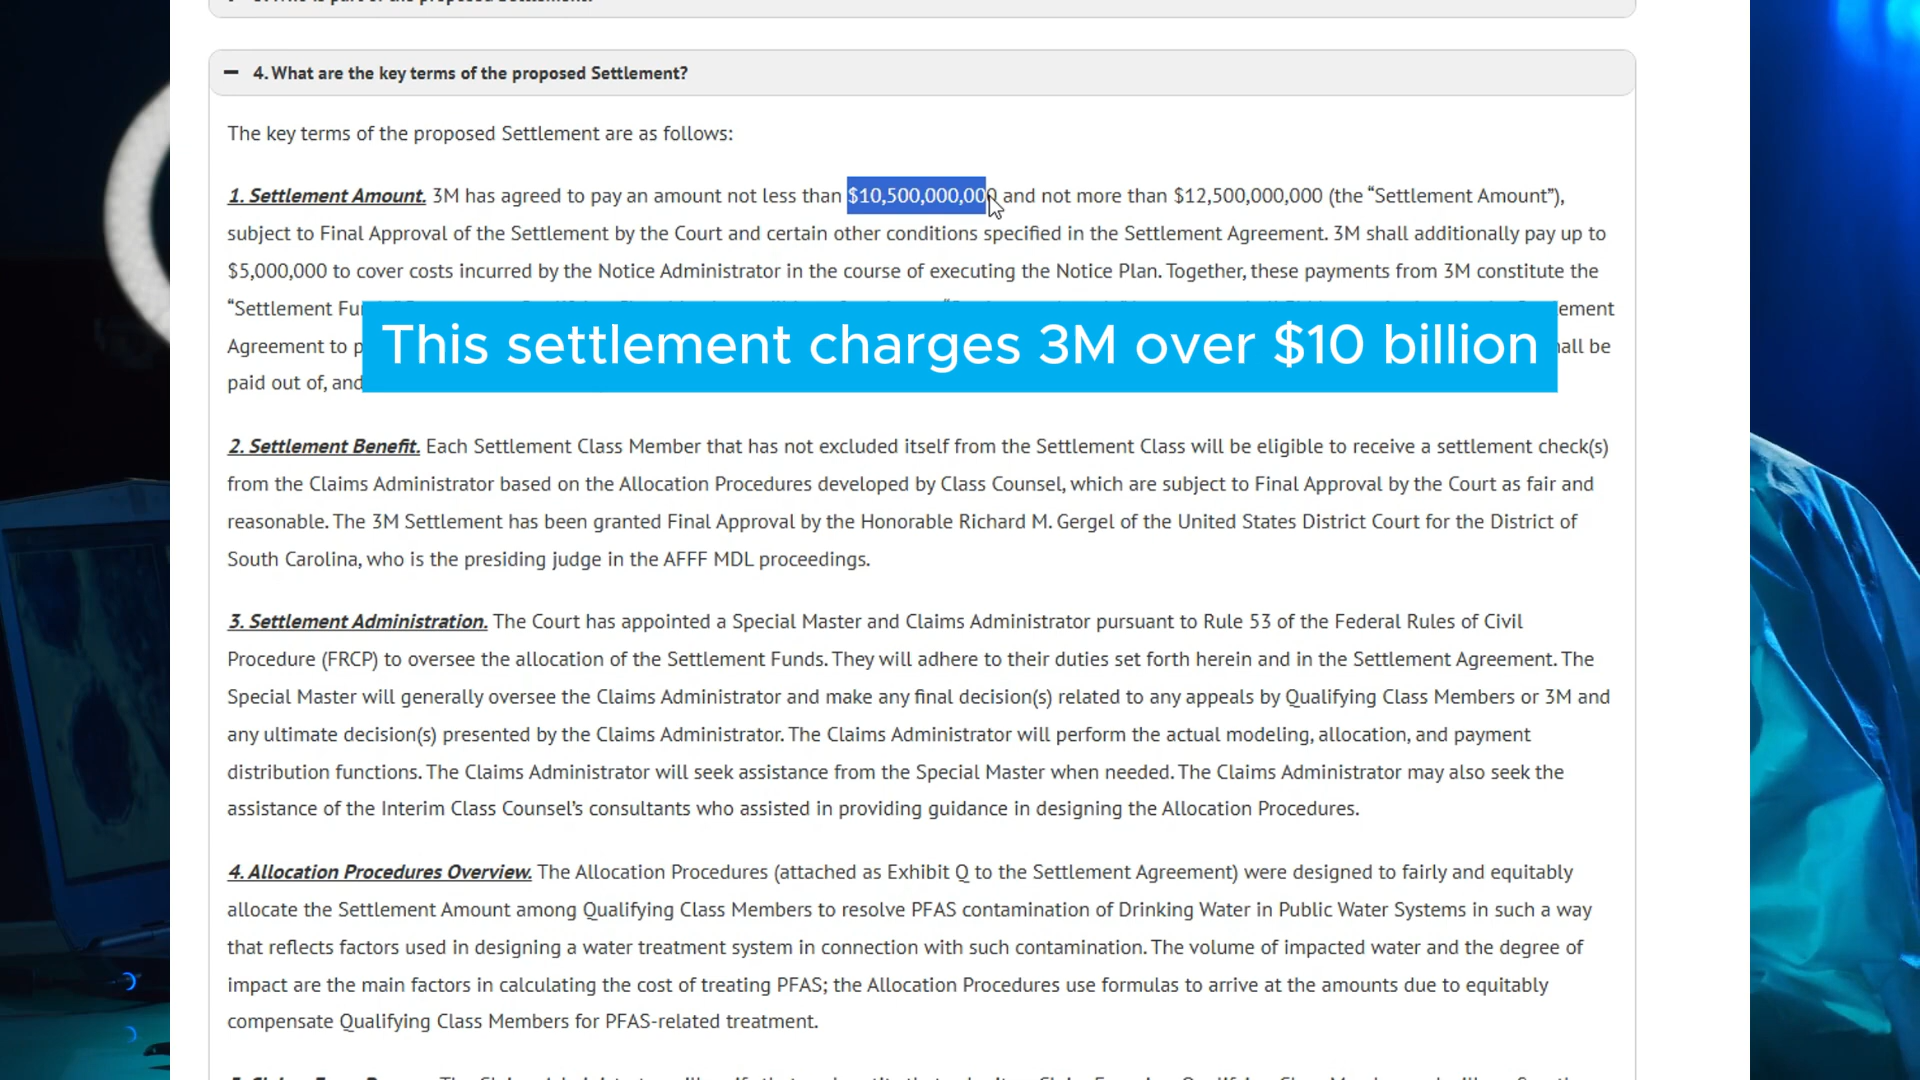 4. What are the key terms of the proposed Settlement?
The key terms of the proposed Settlement are as follows:
1. Settlement Amount. 3M has agreed to pay an amount not less than $10,500,000,000 and not more than $12,500,000,000 (the “Settlement Amount”),
subject to Final Approval of the Settlement by the Court and certain other conditions specified in the Settlement Agreement. 3M shall additionally pay up to
$5,000,000 to cover costs incurred by the Notice Administrator in the course of executing the Notice Plan. Together, these payments from 3M constitute the
“Settlement
Agreement to
all be
paid out of, and
This settlement charges 3M over $10 billion
2. Settlement Benefit. Each Settlement Class Member that has not excluded itself from the Settlement Class will be eligible to receive a settlement check(s)
from the Claims Administrator based on the Allocation Procedures developed by Class Counsel, which are subject to Final Approval by the Court as fair and
reasonable. The 3M Settlement has been granted Final Approval by the Honorable Richard M. Gergel of the United States District Court for the District of
South Carolina, who is the presiding judge in the AFFF MDL proceedings.
3. Settlement Administration. The Court has appointed a Special Master and Claims Administrator pursuant to Rule 53 of the Federal Rules of Civil
Procedure (FRCP) to oversee the allocation of the Settlement Funds. They will adhere to their duties set forth herein and in the Settlement Agreement. The
Special Master will generally oversee the Claims Administrator and make any final decision(s) related to any appeals by Qualifying Class Members or 3M and
any ultimate decision(s) presented by the Claims Administrator. The Claims Administrator will perform the actual modeling, allocation, and payment
distribution functions. The Claims Administrator will seek assistance from the Special Master when needed. The Claims Administrator may also seek the
assistance of the Interim Class Counsel’s consultants who assisted in providing guidance in designing the Allocation Procedures.
4. Allocation Procedures Overview. The Allocation Procedures (attached as Exhibit Q to the Settlement Agreement) were designed to fairly and equitably
allocate the Settlement Amount among Qualifying Class Members to resolve PFAS contamination of Drinking Water in Public Water Systems in such a way
that reflects factors used in designing a water treatment system in connection with such contamination. The volume of impacted water and the degree of
impact are the main factors in calculating the cost of treating PFAS; the Allocation Procedures use formulas to arrive at the amounts due to equitably
compensate Qualifying Class Members for PFAS-related treatment.